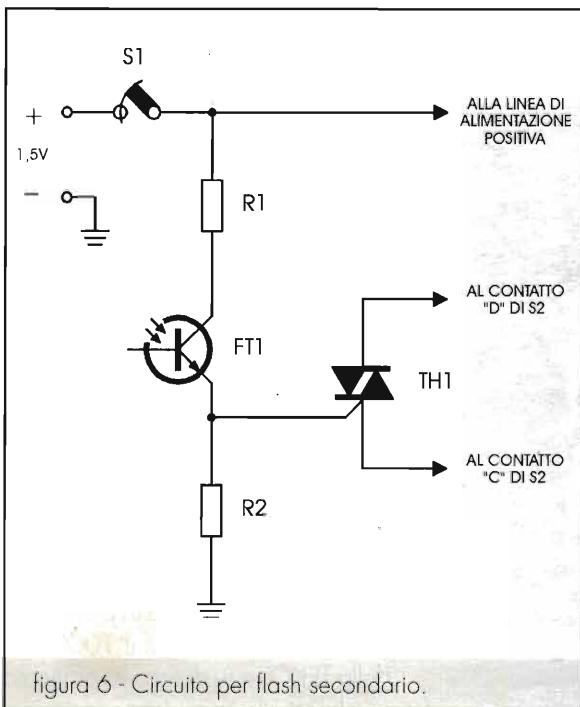 S1
+
1,5V
−
ALLA LINEA DI
ALIMENTAZIONE
POSITIVA
R1
AL CONTATTO
"D" DI S2
FT1
TH1
AL CONTATTO
"C" DI S2
R2
figura 6 - Circuito per flash secondario.